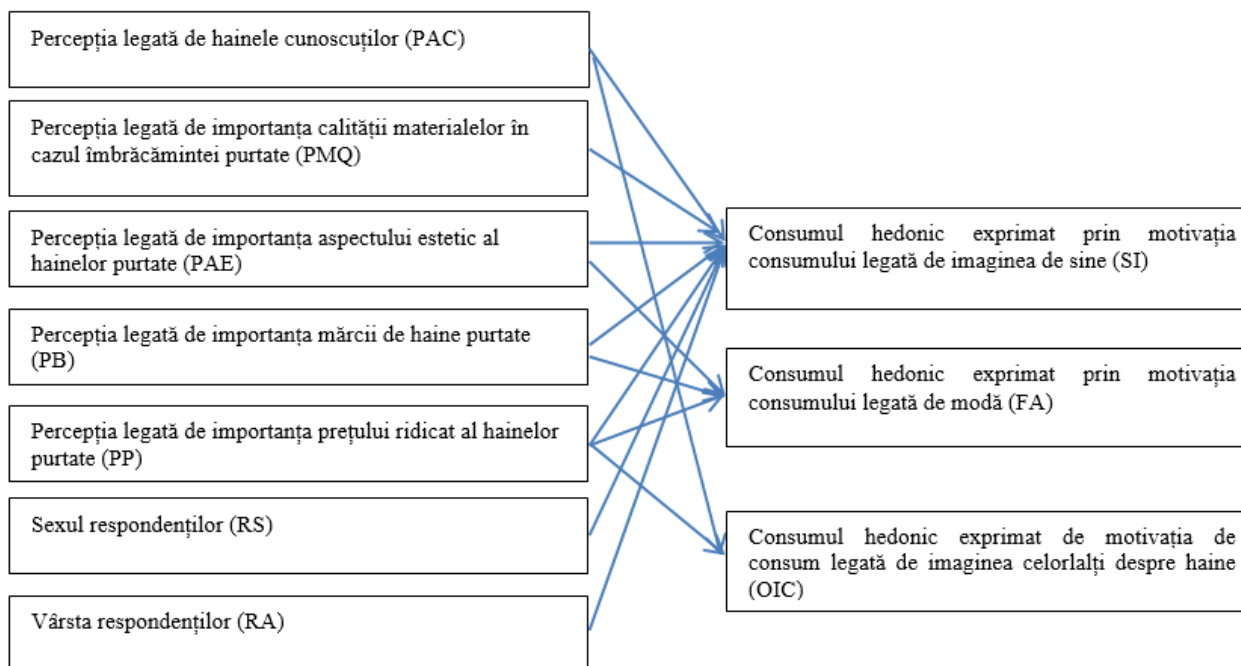 Percepția legată de hainele cunoscuților (PAC)
Percepția legată de importanța calității materialelor în
cazul îmbrăcămintei purtate (PMQ)
Percepția legată de importanța aspectului estetic al
hainelor purtate (PAE)
Percepția legată de importanța mărcii de haine purtate
(PB)
Percepția legată de importanța prețului ridicat al hainelor
purtate (PP)
Sexul respondenților (RS)
Vârsta respondenților (RA)
Consumul hedonic exprimat prin motivația
consumului legată de imaginea de sine (SI)
Consumul hedonic exprimat prin motivația
consumului legată de modă (FA)
Consumul hedonic exprimat de motivația de
consum legată de imaginea celorlalți despre haine
(OIC)